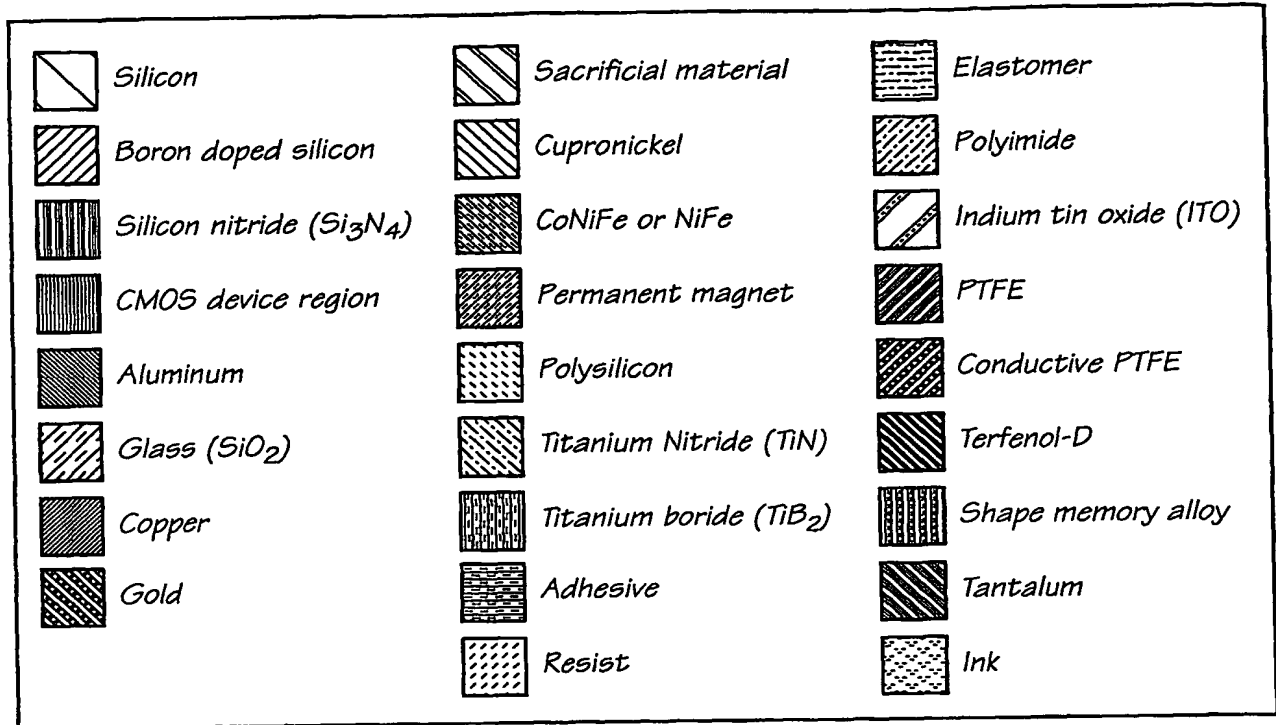 Silicon
Boron doped silicon
Silicon nitride (Si₃N₄)
CMOS device region
Aluminum
Glass (SiO₂)
Copper
Gold
Sacrificial material
Cupronickel
CoNiFe or NiFe
Permanent magnet
Polysilicon
Titanium Nitride (TiN)
Titanium boride (TiB₂)
Adhesive
Resist
Elastomer
Polyimide
Indium tin oxide (ITO)
PTFE
Conductive PTFE
Terfenol-D
Shape memory alloy
Tantalum
Ink